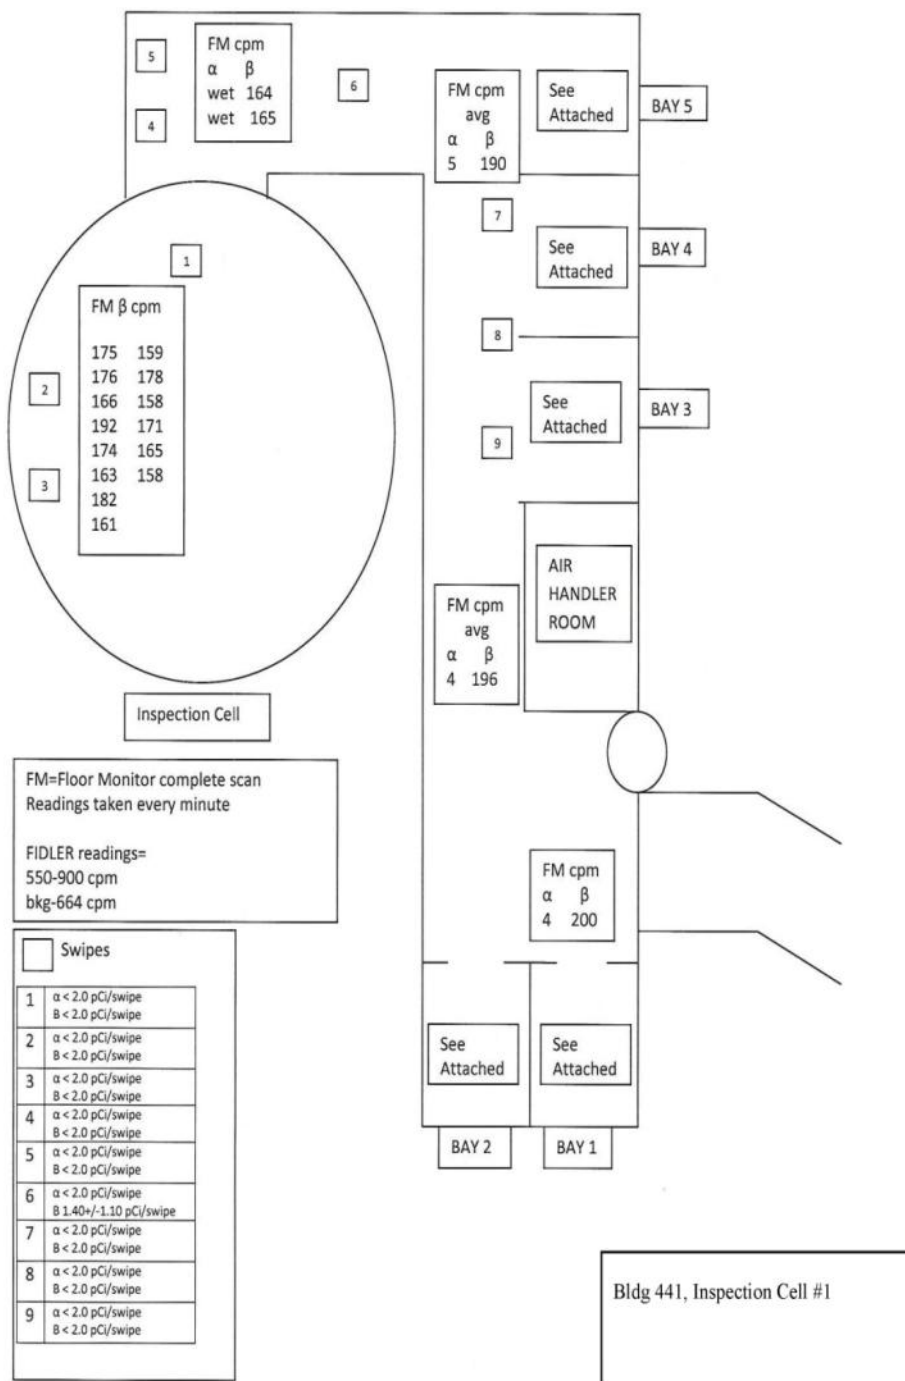 5
4
FM cpm
α β
wet 164
wet 165
6
FM cpm
avg
α β
5 190
See
Attached
BAY 5
7
See
Attached
BAY 4
1
FM β cpm
175 159
176 178
166 158
192 171
174 165
163 158
182
161
2
3
8
See
Attached
BAY 3
9
AIR
HANDLER
ROOM
FM cpm
avg
α β
4 196
Inspection Cell
FM=Floor Monitor complete scan
Readings taken every minute
FIDLER readings=
550-900 cpm
bkg-664 cpm
FM cpm
α β
4 200
Swipes
1 α < 2.0 pCi/swipe
B < 2.0 pCi/swipe
2 α < 2.0 pCi/swipe
B < 2.0 pCi/swipe
3 α < 2.0 pCi/swipe
B < 2.0 pCi/swipe
4 α < 2.0 pCi/swipe
B < 2.0 pCi/swipe
5 α < 2.0 pCi/swipe
B < 2.0 pCi/swipe
6 α < 2.0 pCi/swipe
B 1.40+/-1.10 pCi/swipe
7 α < 2.0 pCi/swipe
B < 2.0 pCi/swipe
8 α < 2.0 pCi/swipe
B < 2.0 pCi/swipe
9 α < 2.0 pCi/swipe
B < 2.0 pCi/swipe
See
Attached
See
Attached
BAY 2
BAY 1
Bldg 441, Inspection Cell #1